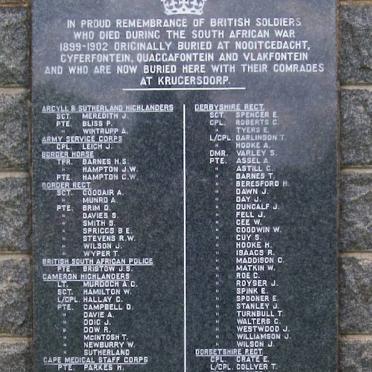 IN PROUD REMEMBRANCE OF BRITISH SOLDIERS
WHO DIED DURING THE SOUTH AFRICAN WAR
1899-1902 ORIGINALLY BURIED AT NOOITGEDACHT,
CYFERFONTEIN, QUAGGAFONTEIN AND VLAKFONTEIN
AND WHO ARE NOW BURIED HERE WITH THEIR COMRADES
AT KRUGERSDORP.
ARGYLL & SUTHERLAND HIGHLANDERS
SGT. MEREDITH J.
PTE. BLISS P.
" WINTRUPP A.
ARMY SERVICE CORPS
CPL. LEIGH J.
BORDER HORSE
TPR. BARNES H.S.
" HAMPTON J.W.
PTE. HAMPTON C.W.
BORDER REGT.
SGT. GOODAIR A.
" MUNRO A.
PTE. BRIM D.
" DAVIES S.
" SMITH S.
" SPRIGGS B E.
" STEVENS R.W.
" WILSON J.
" WYPER T.
BRITISH SOUTH AFRICAN POLICE
PTE. BRISTOW J.S.
CAMERON HIGHLANDERS
LT. MURDOCH A.C.
SGT. HAMILTON W.
L/CPL. HALLAY C.
PTE. CAMPBELL D.
" DAVIE A.
" DOIG J.
" DOW R.
" McINTOSH T.
" NEWBURRY W.
" SUTHERLAND
CAPE MEDICAL STAFF CORPS
PTE. PARKES H.
DERBYSHIRE REGT.
SGT. SPENCER E.
CPL. ROBERTS C.
" TYERS E.
L/CPL. DARLINSON T.
" HOOKE A.
DMR. VARLEY S.
PTE. ASSEL A.
" ASTILL C.
" BARNES T.
" BERESFORD H.
" DAWN J.
" DAY J.
" DUNCALF J.
" FELL J.
" GEE W.
" GOODWIN W.
" GUY S.
" HOOKE H.
" ISAACS R.
" MADDISON C.
" MATKIN W.
" ROE C.
" ROYSER J.
" SPINK E.
" SPOONER E.
" STANLEY J.
" TURNBULL T.
" WALTERS C.
" WESTWOOD J.
" WILLIAMSON J.
" WILSON J.
DORSETSHIRE REGT.
CPL. CRATE E.
L/CPL. COLLYER T.